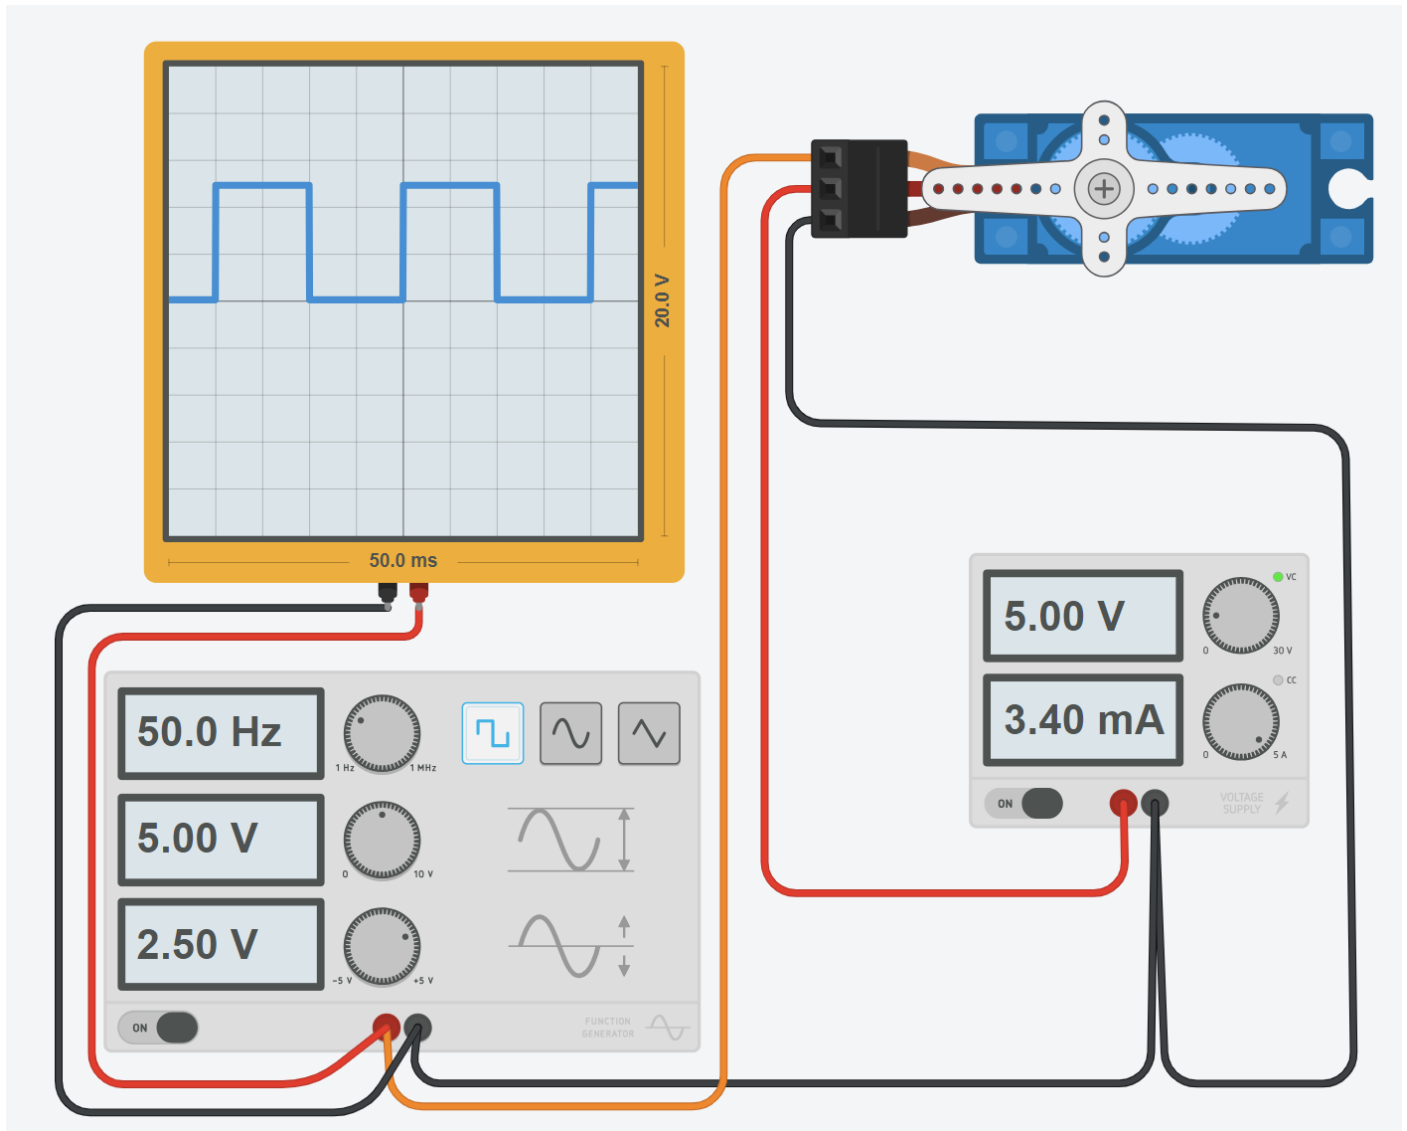 20.0 V
50.0 ms
50.0 Hz
1 Hz
1 MHz
5.00 V
0
10 V
2.50 V
-5 V
+5 V
ON
FUNCTION
GENERATOR
5.00 V
VC
0
30 V
3.40 mA
CC
0
5 A
ON
VOLTAGE
SUPPLY